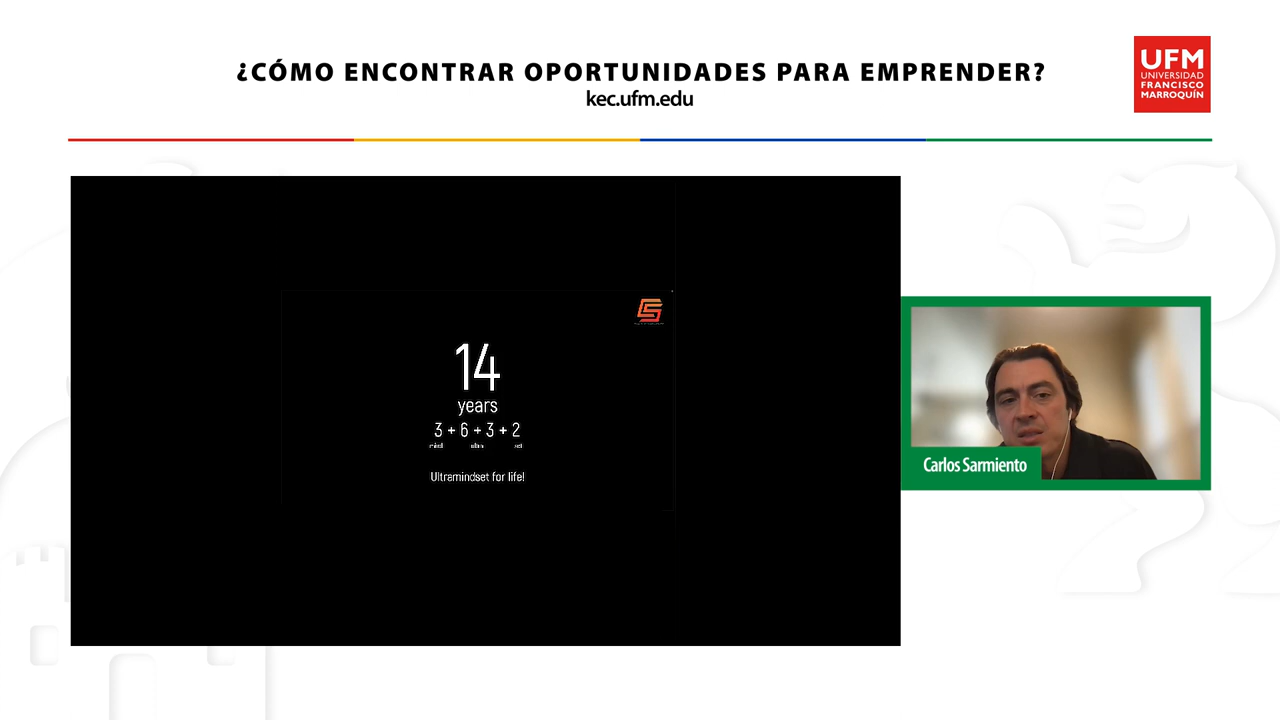 ¿CÓMO ENCONTRAR OPORTUNIDADES PARA EMPRENDER?
kec.ufm.edu
UFM
UNIVERSIDAD
FRANCISCO
MARROQUÍN
14
years
3 + 6 + 3 + 2
Ultramindset for life!
Carlos Sarmiento